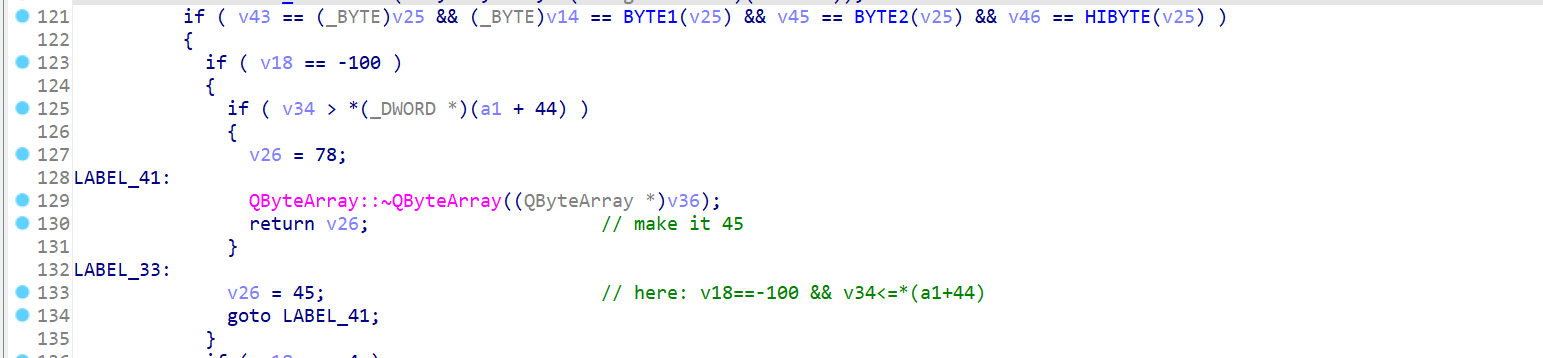 121 if ( v43 == (_BYTE)v25 && (_BYTE)v14 == BYTE1(v25) && v45 == BYTE2(v25) && v46 == HIBYTE(v25) )
122 {
123 if ( v18 == -100 )
124 {
125 if ( v34 > *(_DWORD *)(a1 + 44) )
126 {
127 v26 = 78;
128 LABEL_41:
129 QByteArray::~QByteArray((QByteArray *)v36);
130 return v26; // make it 45
131 }
132 LABEL_33:
133 v26 = 45; // here: v18==-100 && v34<=*(a1+44)
134 goto LABEL_41;
135 }